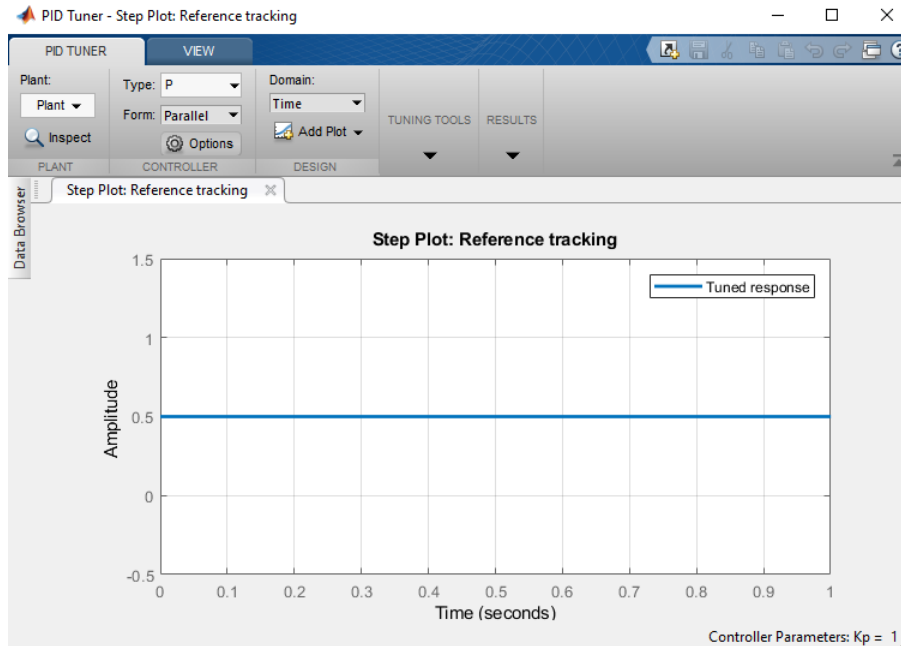 PID Tuner - Step Plot: Reference tracking
PID TUNER VIEW
Plant: Type: P Domain:
Plant Form: Parallel Time
Inspect Options Add Plot TUNING TOOLS RESULTS
PLANT CONTROLLER DESIGN
Step Plot: Reference tracking
Data Browser
Step Plot: Reference tracking
Tuned response
1.5
1
0.5
0
-0.5
Amplitude
0 0.1 0.2 0.3 0.4 0.5 0.6 0.7 0.8 0.9 1
Time (seconds)
Controller Parameters: Kp = 1